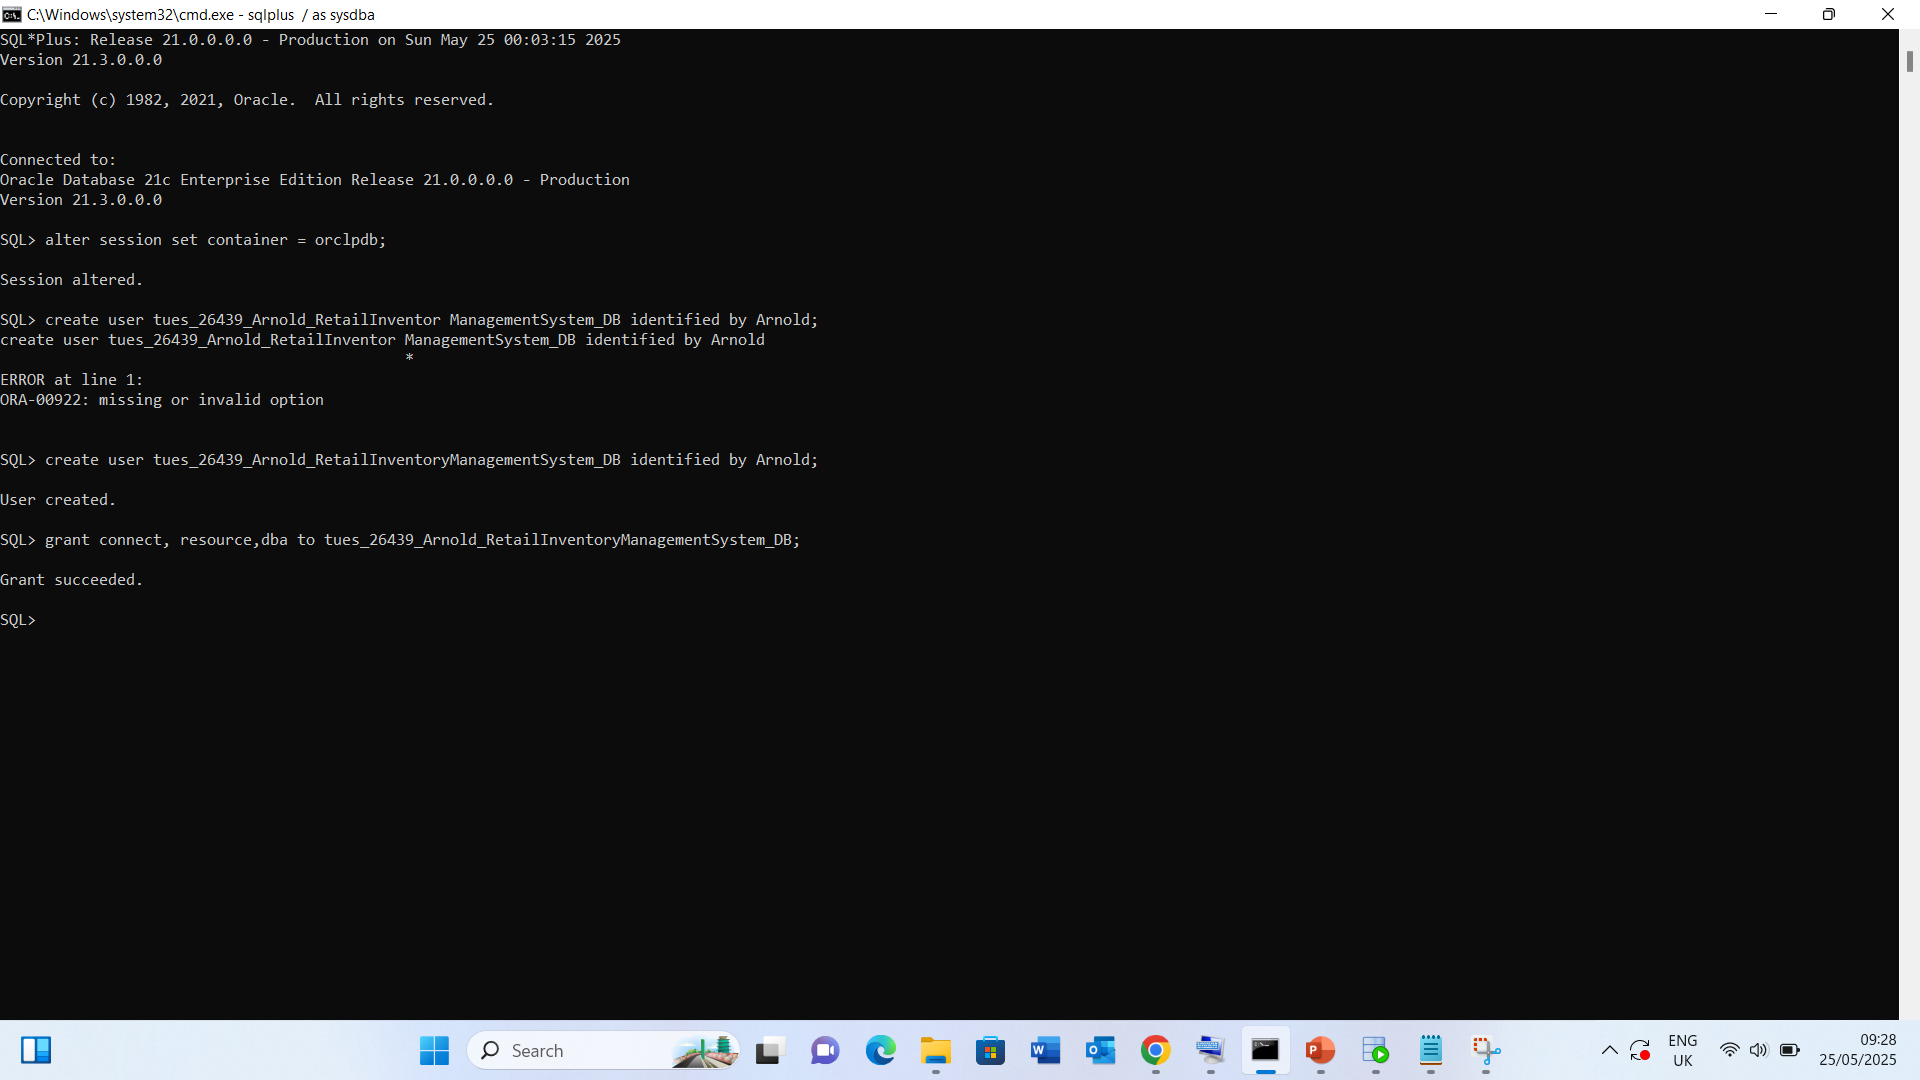 C:\Windows\system32\cmd.exe - sqlplus  / as sysdba
SQL*Plus: Release 21.0.0.0.0 - Production on Sun May 25 00:03:15 2025
Version 21.3.0.0.0
Copyright (c) 1982, 2021, Oracle.  All rights reserved.
Connected to:
Oracle Database 21c Enterprise Edition Release 21.0.0.0.0 - Production
Version 21.3.0.0.0
SQL> alter session set container = orclpdb;
Session altered.
SQL> create user tues_26439_Arnold_RetailInventor ManagementSystem_DB identified by Arnold;
create user tues_26439_Arnold_RetailInventor ManagementSystem_DB identified by Arnold
*
ERROR at line 1:
ORA-00922: missing or invalid option
SQL> create user tues_26439_Arnold_RetailInventoryManagementSystem_DB identified by Arnold;
User created.
SQL> grant connect, resource,dba to tues_26439_Arnold_RetailInventoryManagementSystem_DB;
Grant succeeded.
SQL>
Search
ENG
UK
09:28
25/05/2025